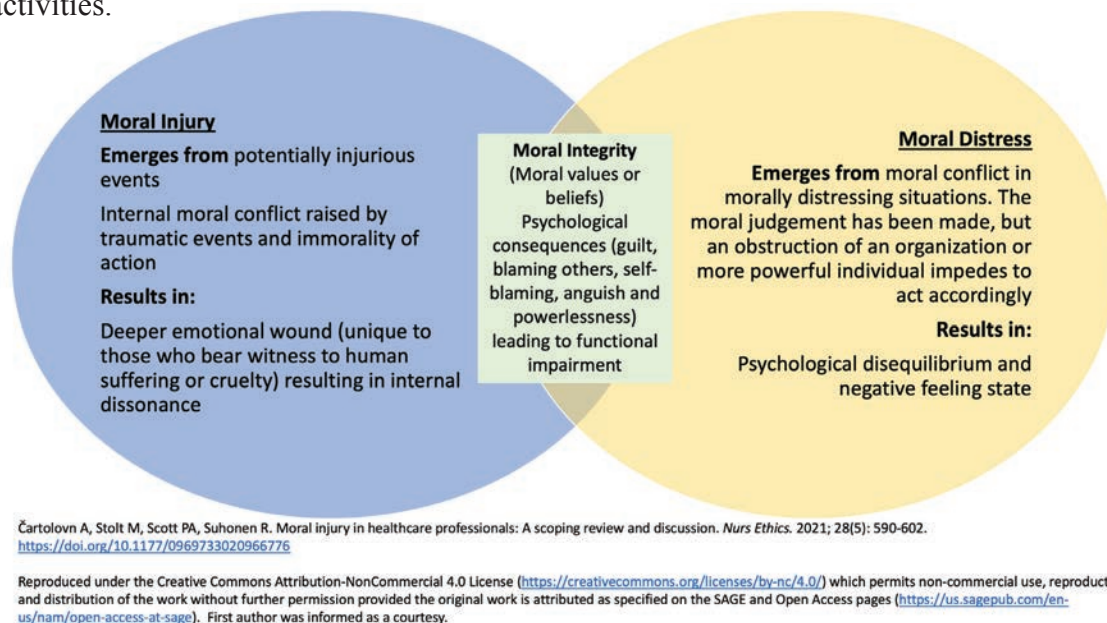 activities.
Moral Injury
Emerges from potentially injurious
events
Internal moral conflict raised by
traumatic events and immorality of
action
Results in:
Deeper emotional wound (unique to
those who bear witness to human
suffering or cruelty) resulting in internal
dissonance
Moral Integrity
(Moral values or
beliefs)
Psychological
consequences (guilt,
blaming others, self-
blaming, anguish and
powerlessness)
leading to functional
impairment
Moral Distress
Emerges from moral conflict in
morally distressing situations. The
moral judgement has been made, but
an obstruction of an organization or
more powerful individual impedes to
act accordingly
Results in:
Psychological disequilibrium and
negative feeling state
Čartolovn A, Stolt M, Scott PA, Suhonen R. Moral injury in healthcare professionals: A scoping review and discussion. Nurs Ethics. 2021; 28(5): 590-602.
https://doi.org/10.1177/0969733020966776
Reproduced under the Creative Commons Attribution-NonCommercial 4.0 License (https://creativecommons.org/licenses/by-nc/4.0/) which permits non-commercial use, reproduct
and distribution of the work without further permission provided the original work is attributed as specified on the SAGE and Open Access pages (https://us.sagepub.com/en-
us/nam/open-access-at-sage). First author was informed as a courtesy.